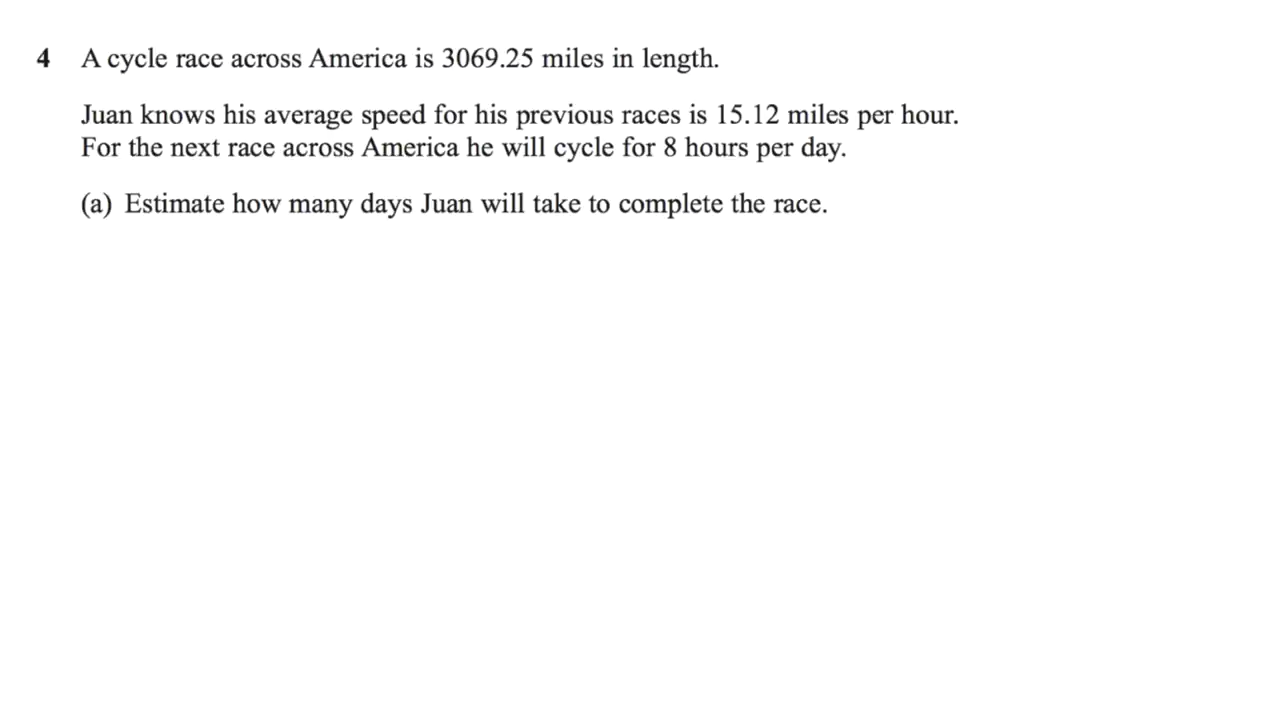 4 A cycle race across America is 3069.25 miles in length.
Juan knows his average speed for his previous races is 15.12 miles per hour.
For the next race across America he will cycle for 8 hours per day.
(a) Estimate how many days Juan will take to complete the race.